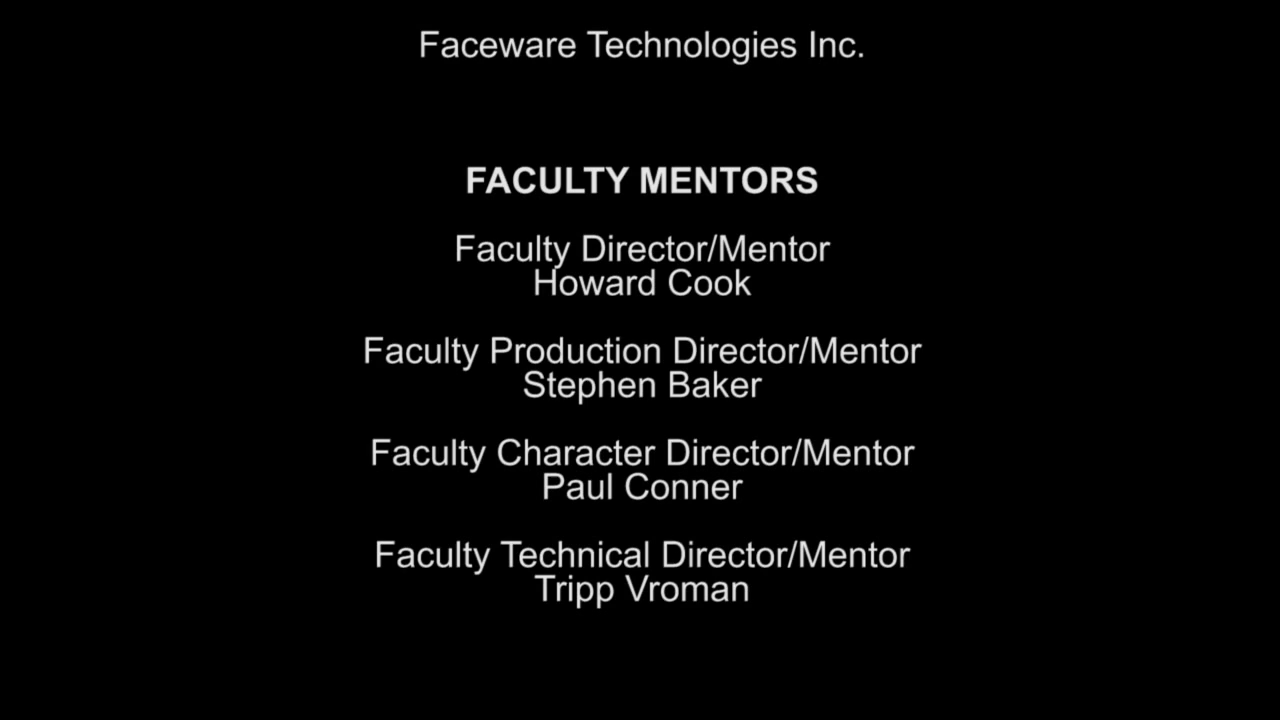 Faceware Technologies Inc.
FACULTY MENTORS
Faculty Director/Mentor
Howard Cook
Faculty Production Director/Mentor
Stephen Baker
Faculty Character Director/Mentor
Paul Conner
Faculty Technical Director/Mentor
Tripp Vroman